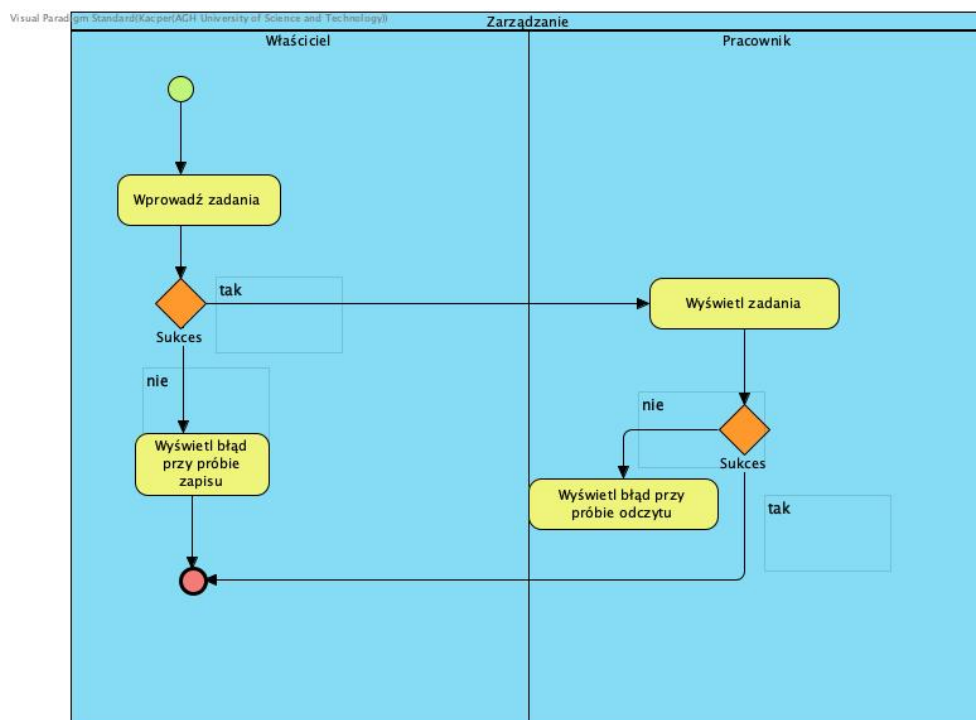 Visual Paradigm Standard(Kacper(AGH University of Science and Technology))
Zarządzanie
Właściciel
Pracownik
Wprowadź zadania
tak
Wyświetl zadania
Sukces
nie
nie
Wyświetl błąd
przy próbie
zapisu
Sukces
Wyświetl błąd przy
próbie odczytu
tak